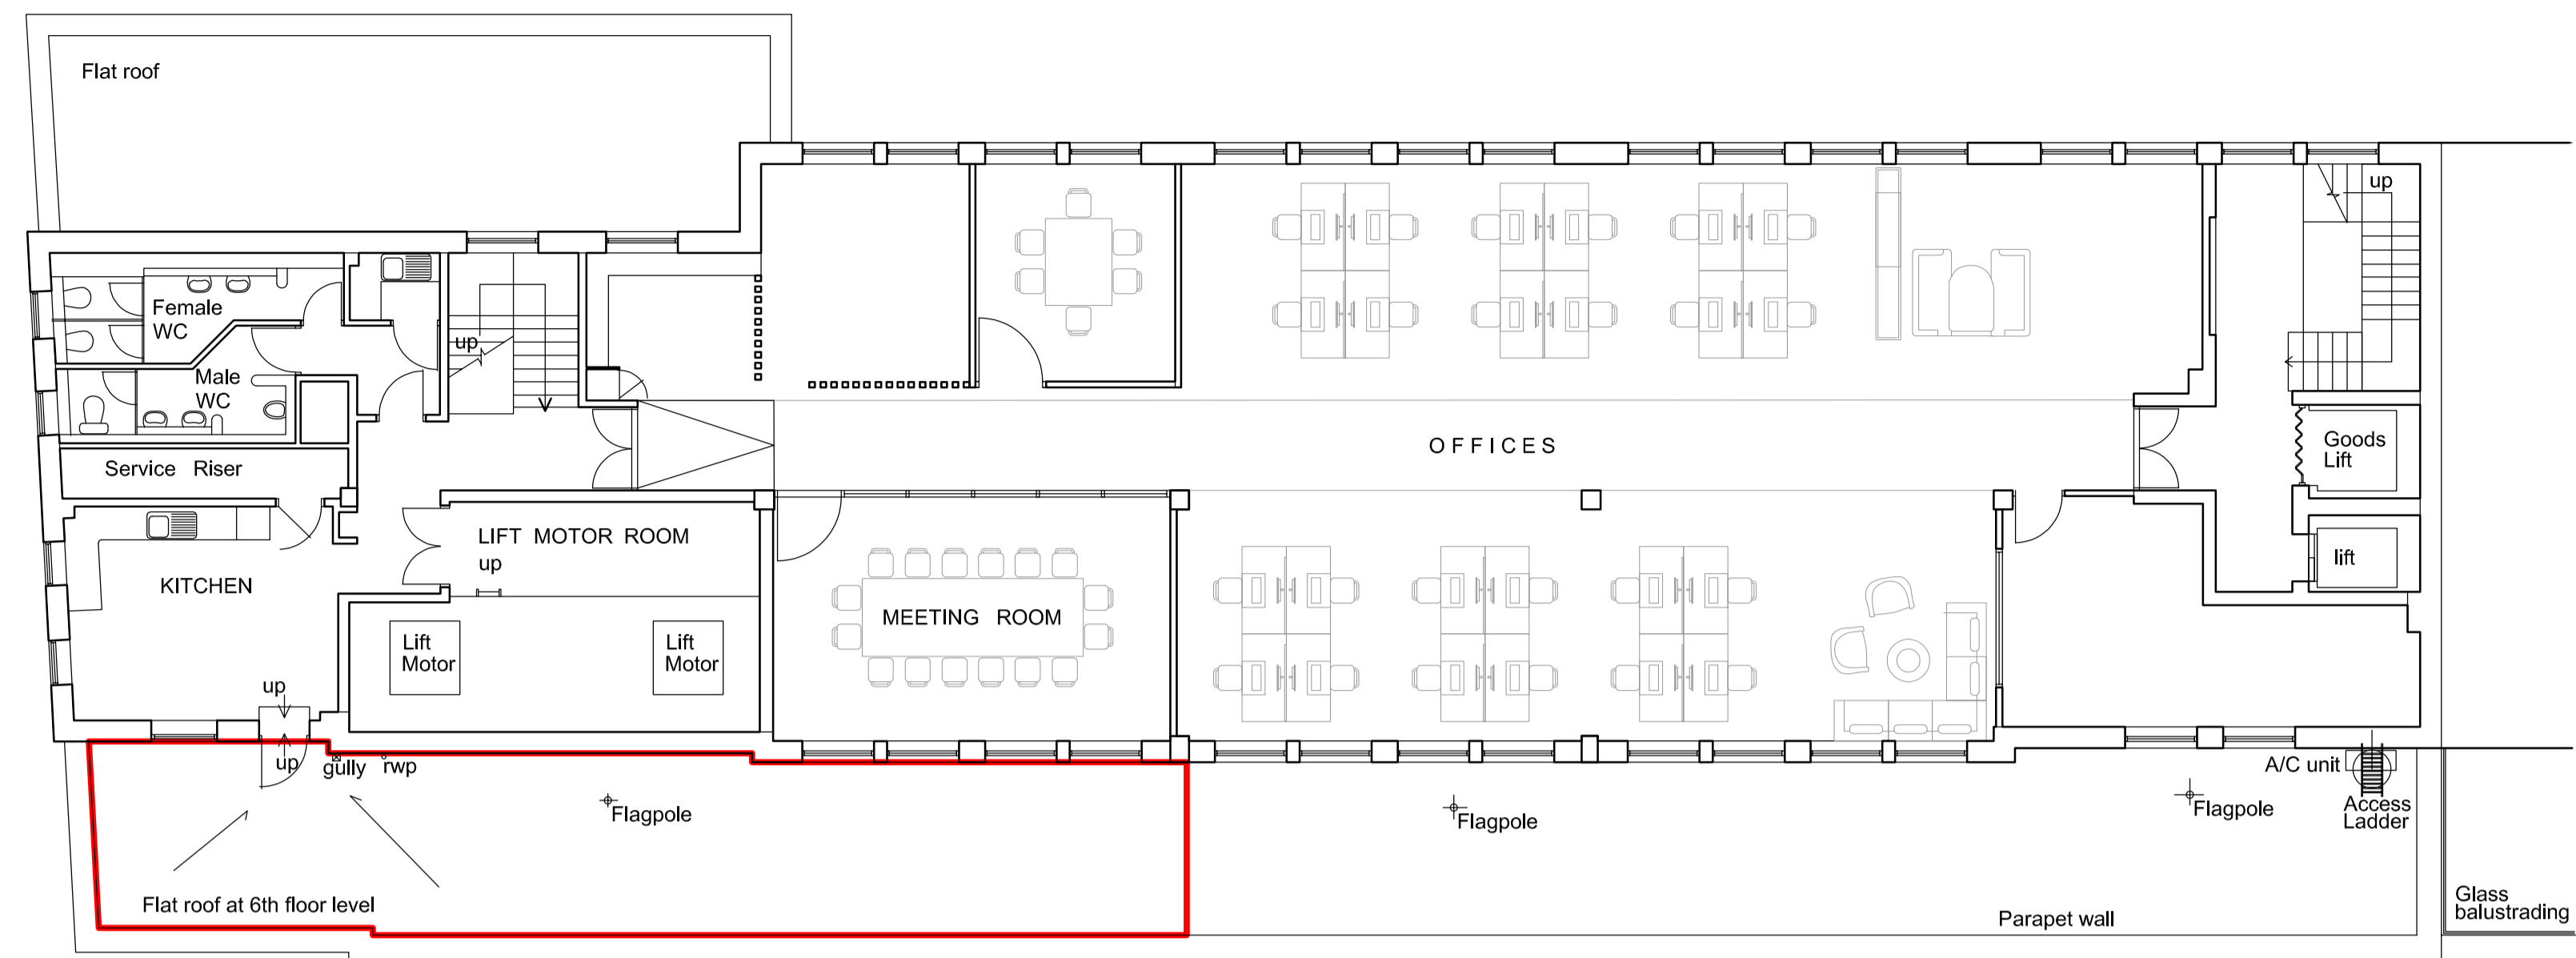 Flat roof
up
Female
WC
up
Male
WC
OFFICES
Goods
Lift
Service Riser
LIFT MOTOR ROOM
up
lift
KITCHEN
MEETING ROOM
Lift
Motor
Lift
Motor
up
up
gully
rwp
A/C unit
Flagpole
Flagpole
Flagpole
Access
Ladder
Flat roof at 6th floor level
Parapet wall
Glass
balustrading